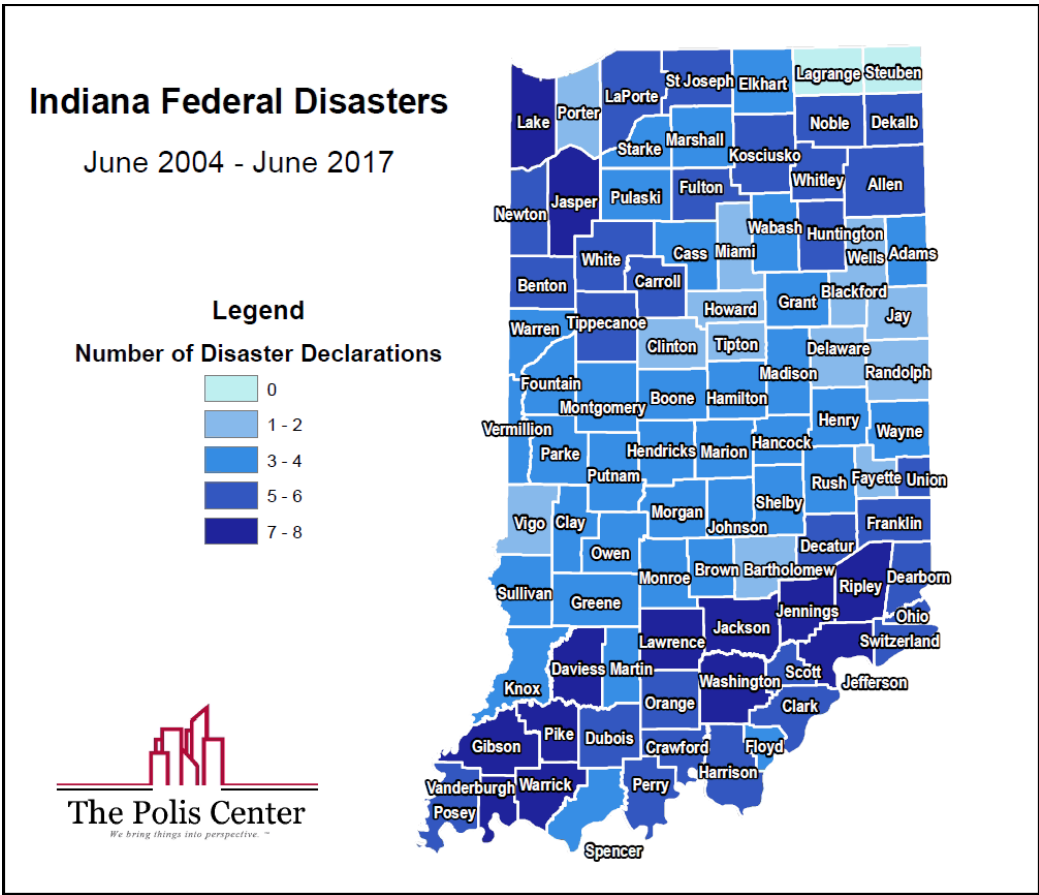 Indiana Federal Disasters
June 2004 - June 2017
Legend
Number of Disaster Declarations
0
1 - 2
3 - 4
5 - 6
7 - 8
Lake
Porter
LaPorte
St Joseph
Elkhart
Lagrange
Steuben
Noble
Dekalb
Starke
Marshall
Kosciusko
Whitley
Allen
Newton
Jasper
Pulaski
Fulton
Wabash
Huntington
White
Cass
Miami
Wells
Adams
Benton
Carroll
Howard
Grant
Blackford
Jay
Warren
Tippecanoe
Clinton
Tipton
Delaware
Randolph
Fountain
Montgomery
Boone
Hamilton
Madison
Henry
Wayne
Vermillion
Parke
Putnam
Hendricks
Marion
Hancock
Rush
Fayette
Union
Vigo
Clay
Morgan
Johnson
Shelby
Franklin
Owen
Decatur
Sullivan
Greene
Monroe
Brown
Bartholomew
Ripley
Dearborn
Jennings
Ohio
Lawrence
Jackson
Switzerland
Knox
Daviess
Martin
Washington
Scott
Jefferson
Orange
Clark
Gibson
Pike
Dubois
Crawford
Floyd
Harrison
Vanderburgh
Warrick
Perry
Posey
Spencer
The Polis Center
We bring things into perspective. ™